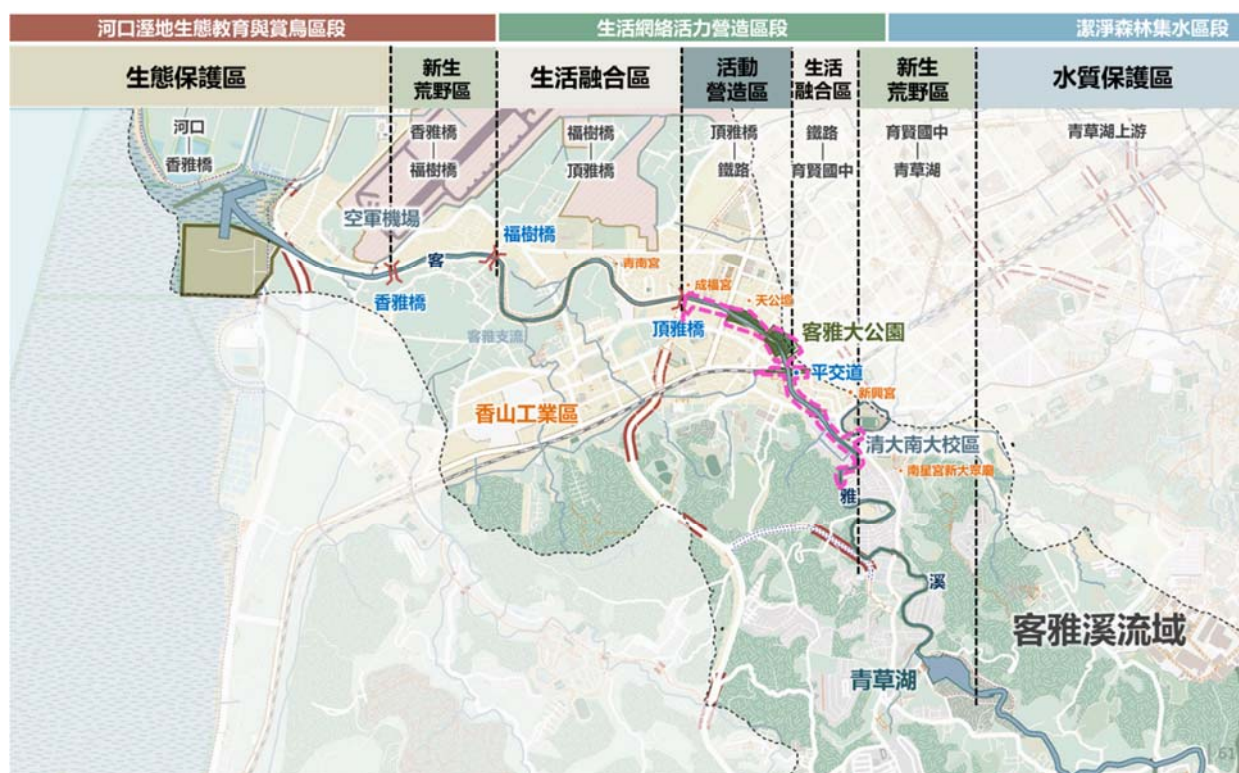 河口溼地生態教育與賞鳥區段
生活網絡活力營造區段
潔淨森林集水區段
生態保護區
新生
荒野區
生活融合區
活動
營造區
生活
融合區
新生
荒野區
水質保護區
河口
香雅橋
香雅橋
福樹橋
福樹橋
頂雅橋
頂雅橋
鐵路
鐵路
育賢國中
育賢國中
青草湖
青草湖上游
空軍機場
福樹橋
客
青南宮
成福宮
天公壇
香雅橋
客雅支流
頂雅橋
客雅大公園
平交道
新興宮
香山工業區
清大南大校區
南星宮新大眾廟
雅
溪
客雅溪流域
青草湖
61